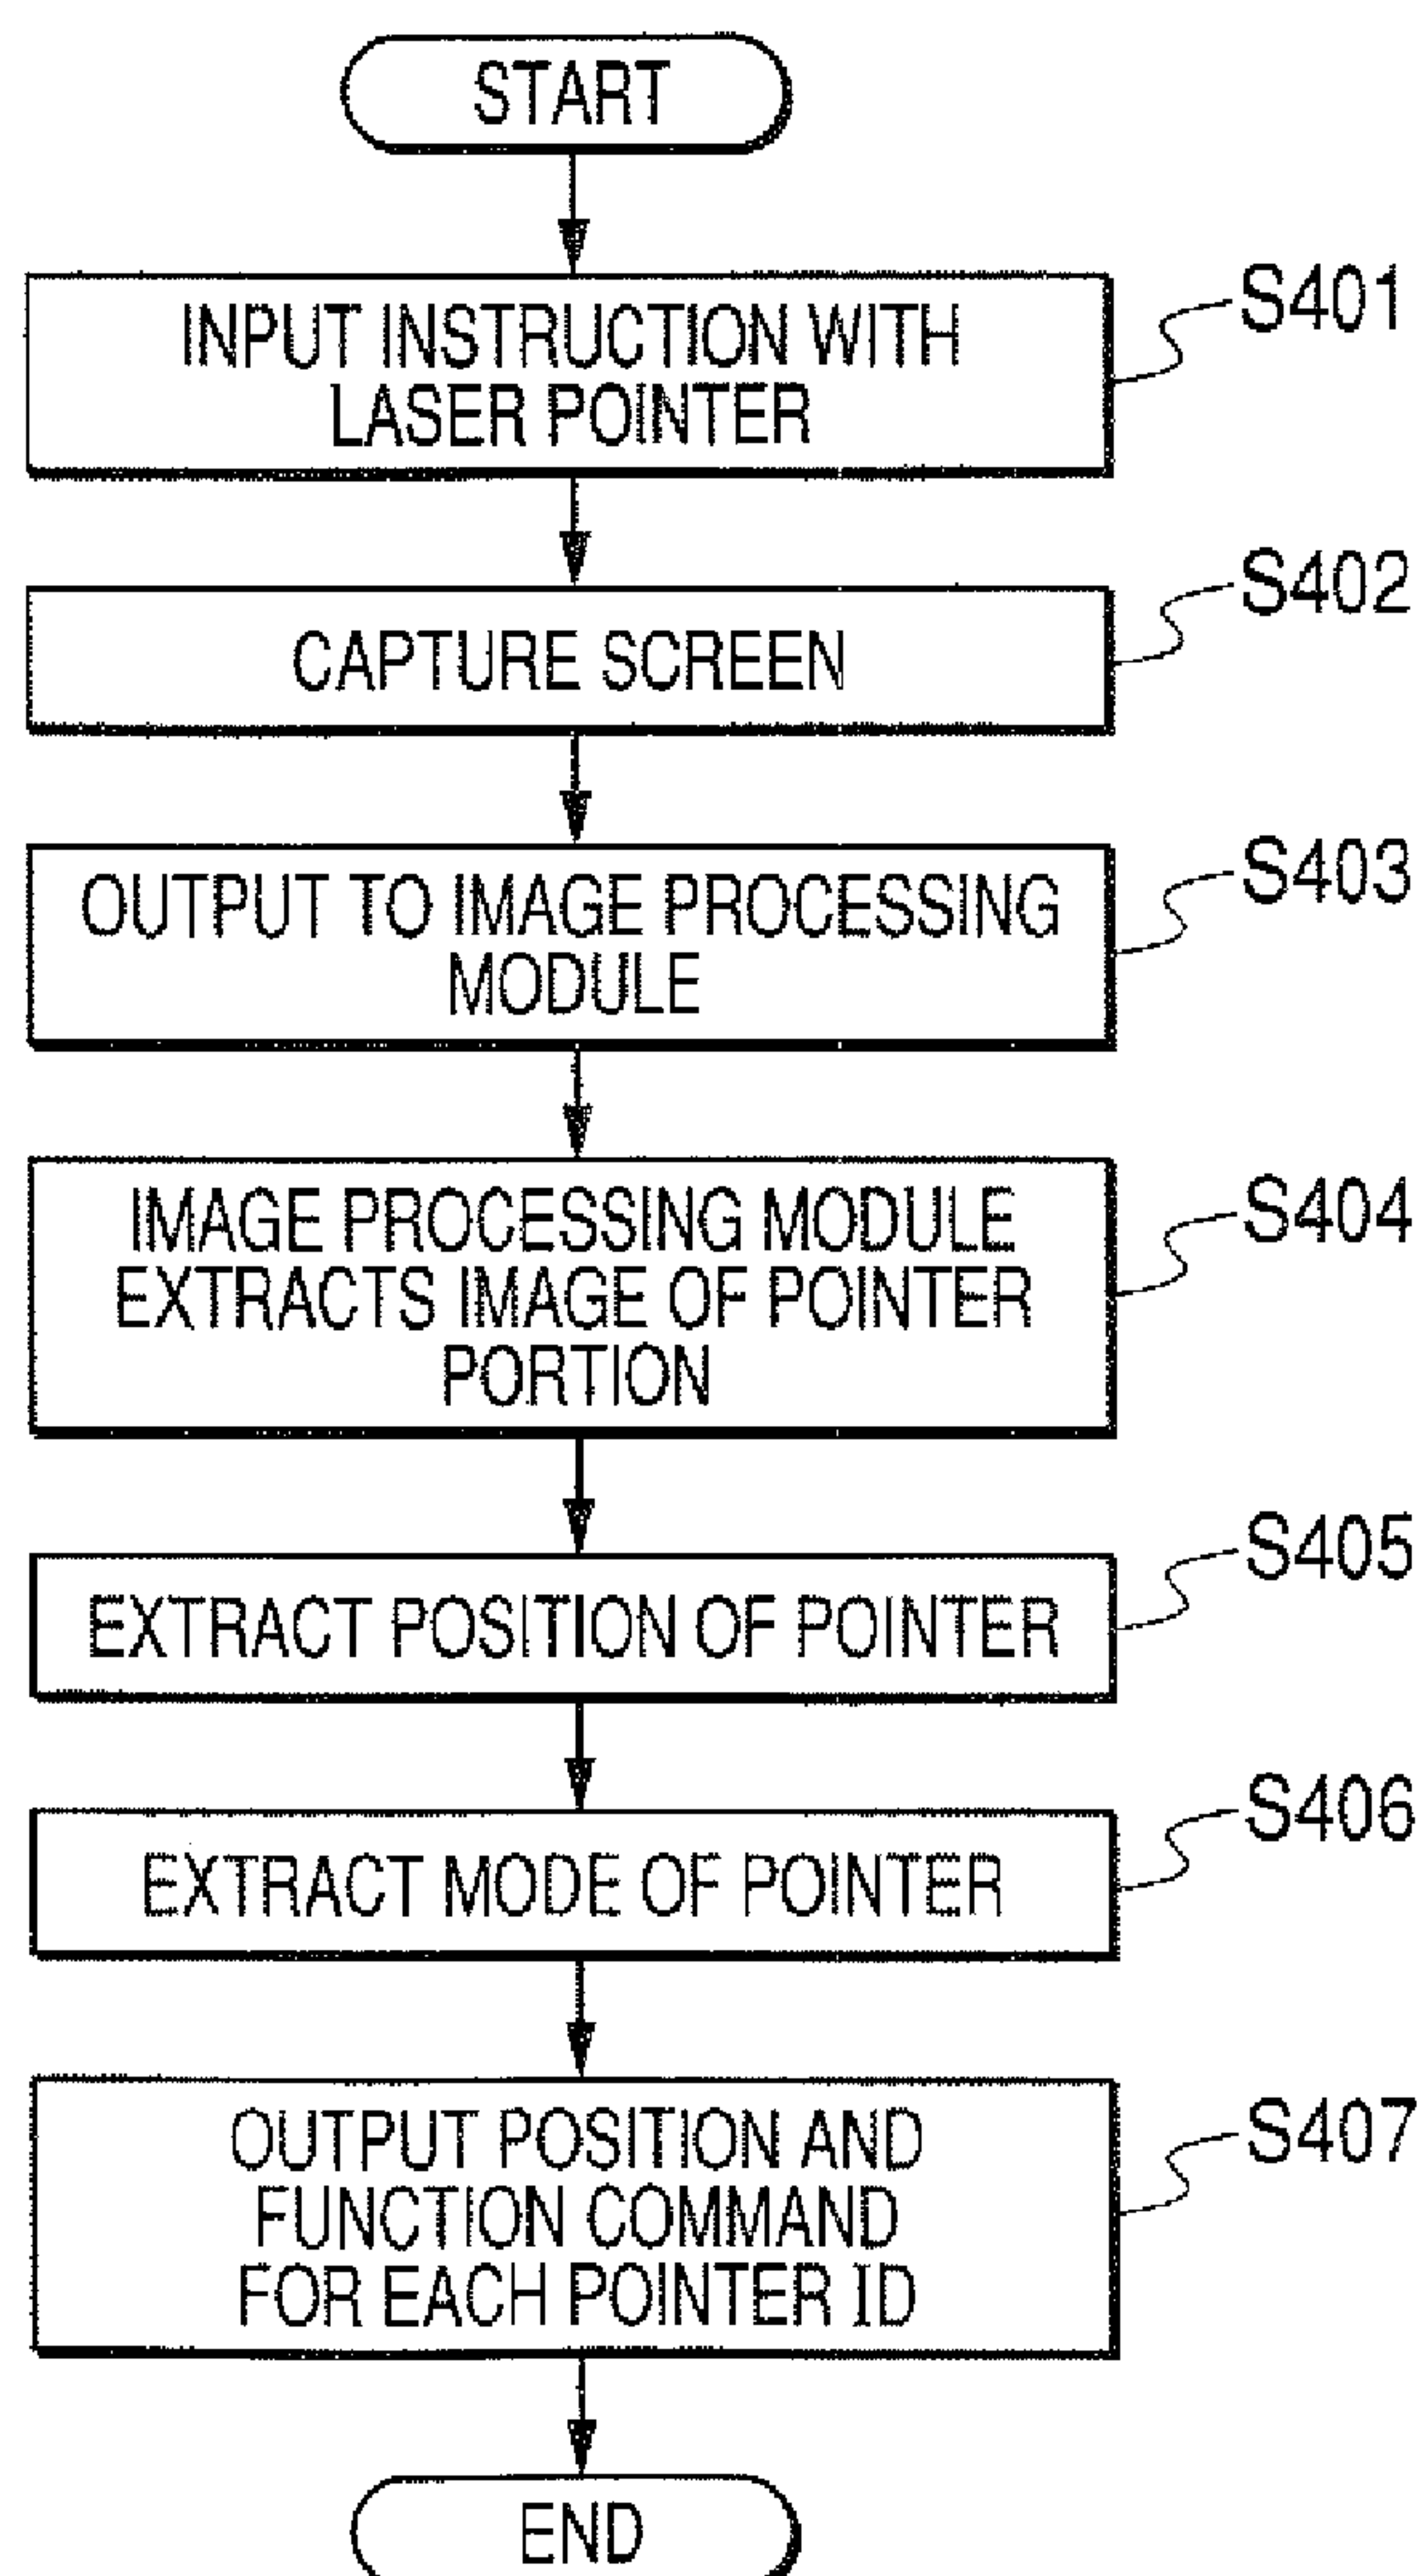 START
INPUT INSTRUCTION WITH
LASER POINTER
S401
CAPTURE SCREEN
S402
OUTPUT TO IMAGE PROCESSING
MODULE
S403
IMAGE PROCESSING MODULE
EXTRACTS IMAGE OF POINTER
PORTION
S404
EXTRACT POSITION OF POINTER
S405
EXTRACT MODE OF POINTER
S406
OUTPUT POSITION AND
FUNCTION COMMAND
FOR EACH POINTER ID
S407
END